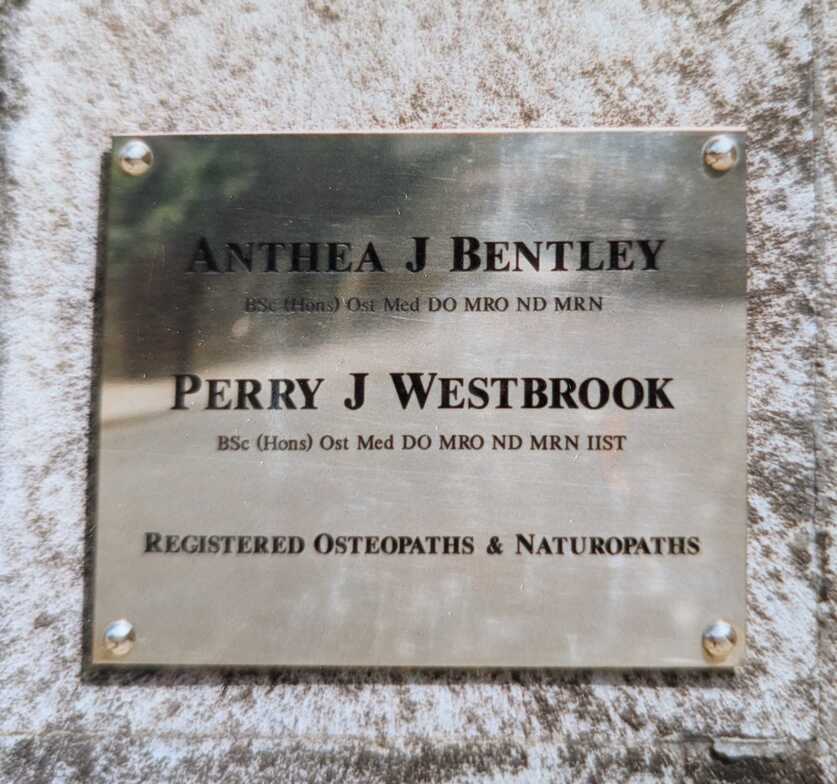 ANTHEA J BENTLEY
BSc (Hons) Ost Med DO MRO ND MRN
PERRY J WESTBROOK
BSc (Hons) Ost Med DO MRO ND MRN IIST
REGISTERED OSTEOPATHS & NATUROPATHS